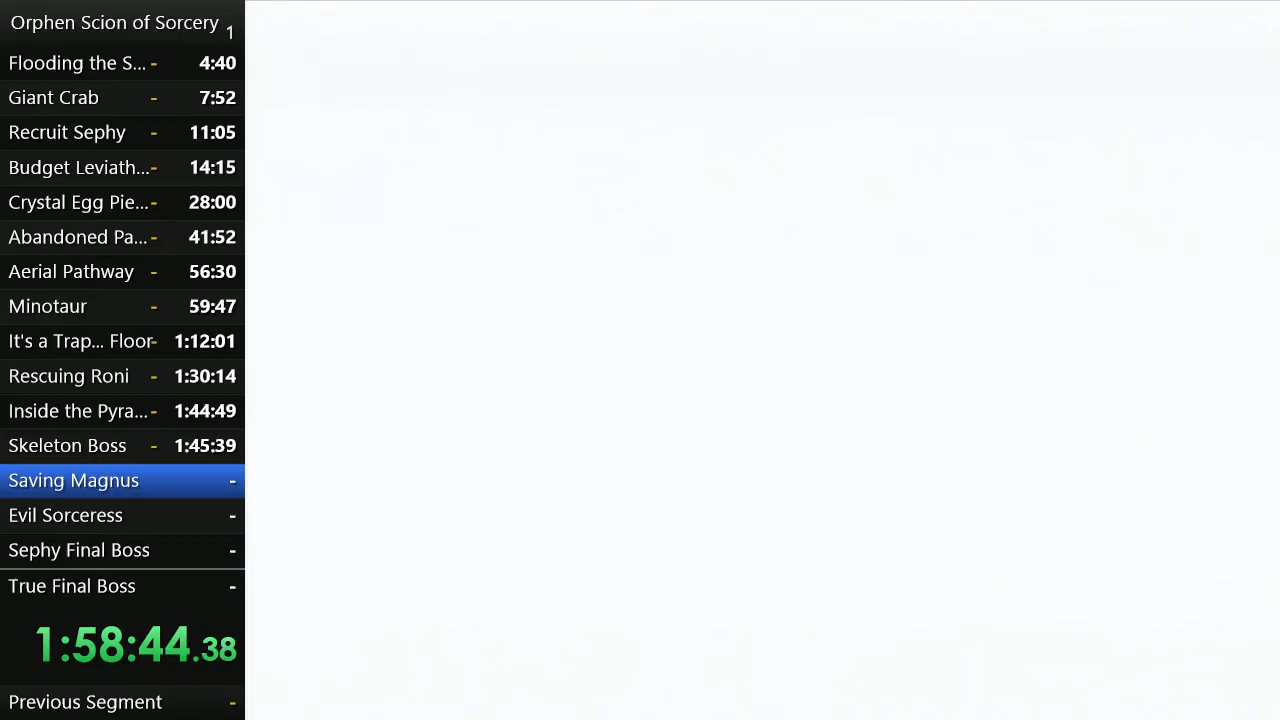 Orphen Scion of Sorcery 1
Flooding the S... - 4:40
Giant Crab - 7:52
Recruit Sephy - 11:05
Budget Leviath... - 14:15
Crystal Egg Pie... - 28:00
Abandoned Pa... - 41:52
Aerial Pathway - 56:30
Minotaur - 59:47
It's a Trap... Floor - 1:12:01
Rescuing Roni - 1:30:14
Inside the Pyra... - 1:44:49
Skeleton Boss - 1:45:39
Saving Magnus -
Evil Sorceress -
Sephy Final Boss -
True Final Boss -
1:58:44.38
Previous Segment -